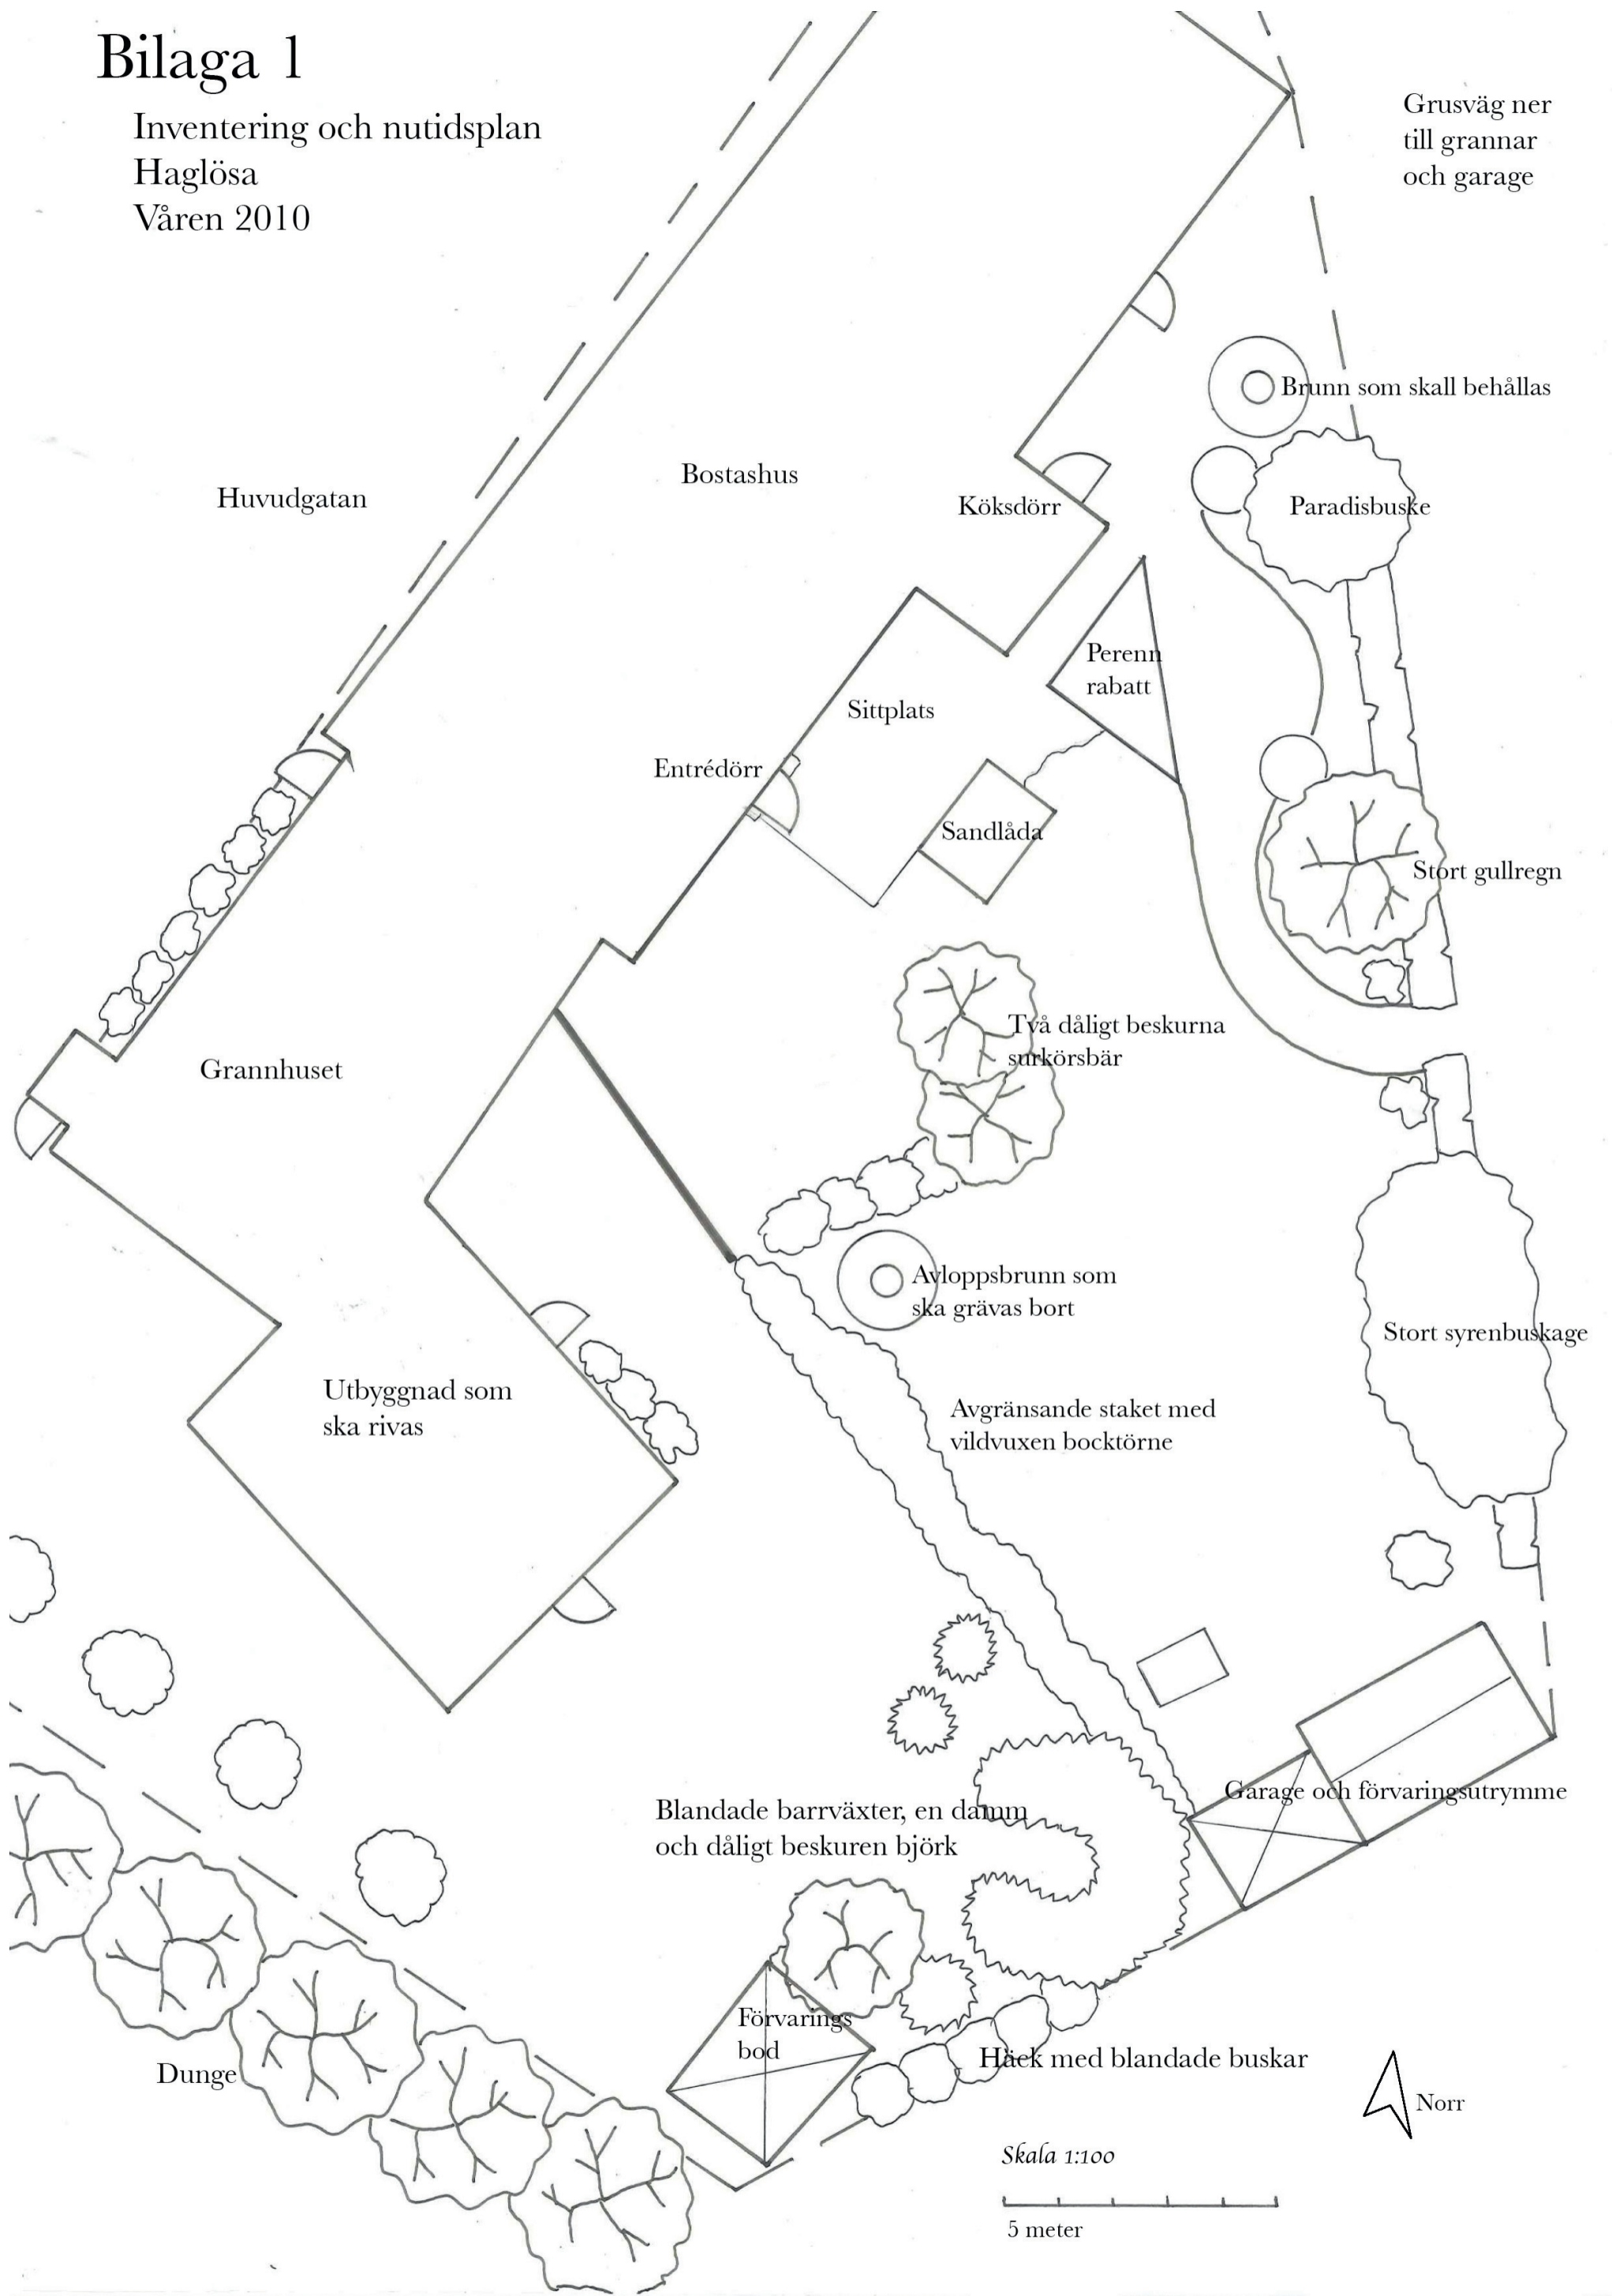 Bilaga 1
Inventering och nutidsplan
Haglösa
Våren 2010
Grusväg ner
till grannar
och garage
Brunn som skall behållas
Huvudgatan
Bostashus
Köksdörr
Paradisbuske
Perenn
rabatt
Sittplats
Entrédörr
Sandlåda
Stort gullregn
Två dåligt beskurna
surkörsbär
Grannhuset
Avloppsbrunn som
ska grävas bort
Stort syrenbuskage
Utbyggnad som
ska rivas
Avgränsande staket med
vildvuxen bocktörne
Garage och förvaringsutrymme
Blandade barrväxter, en damm
och dåligt beskuren björk
Förvarings
bod
Dunge
Häck med blandade buskar
Norr
Skala 1:100
5 meter